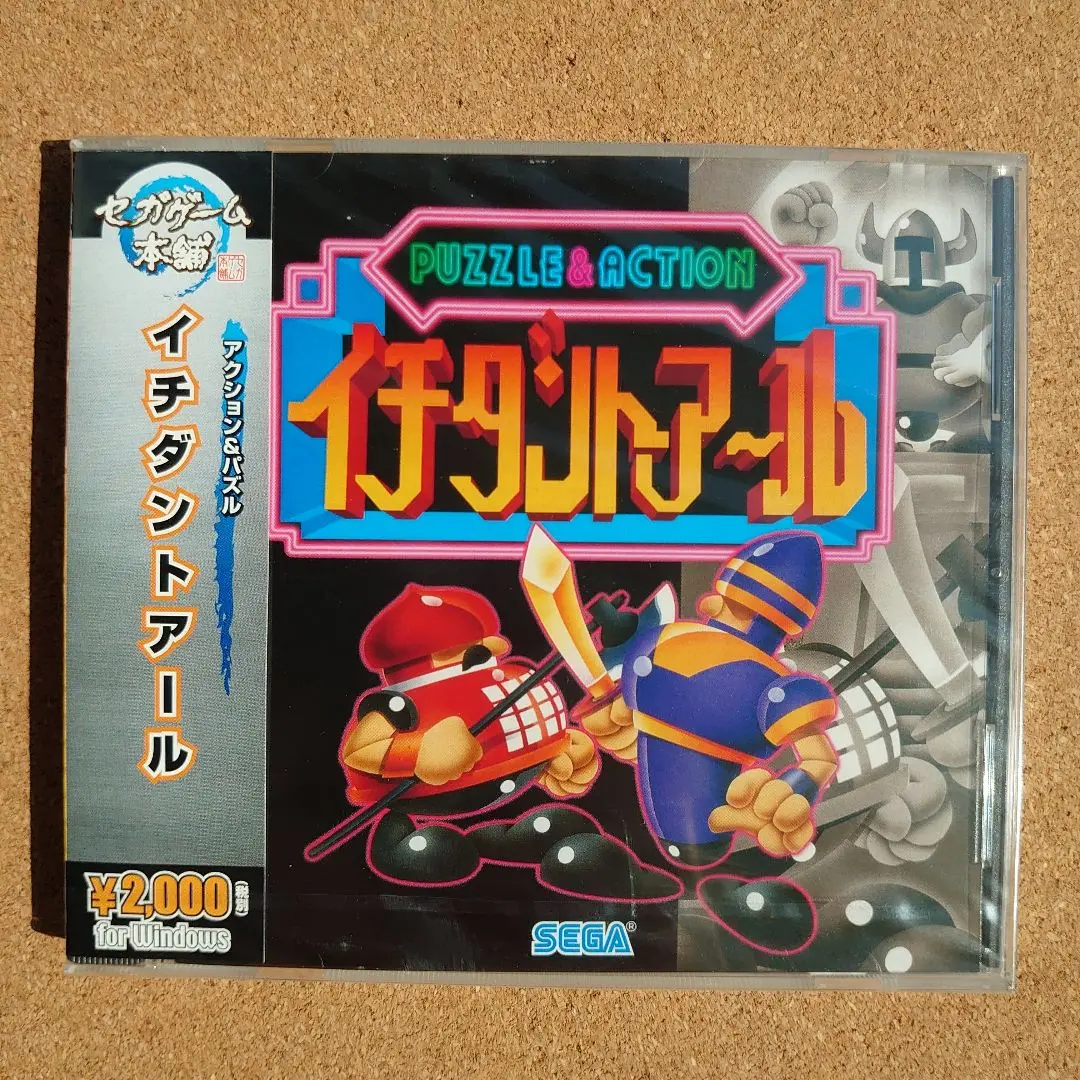 セガゲーム
本舗
アクション&パズル
イチダントアール
¥2,000(税別)
for Windows
PUZZLE&ACTION
イチダントアール
SEGA®